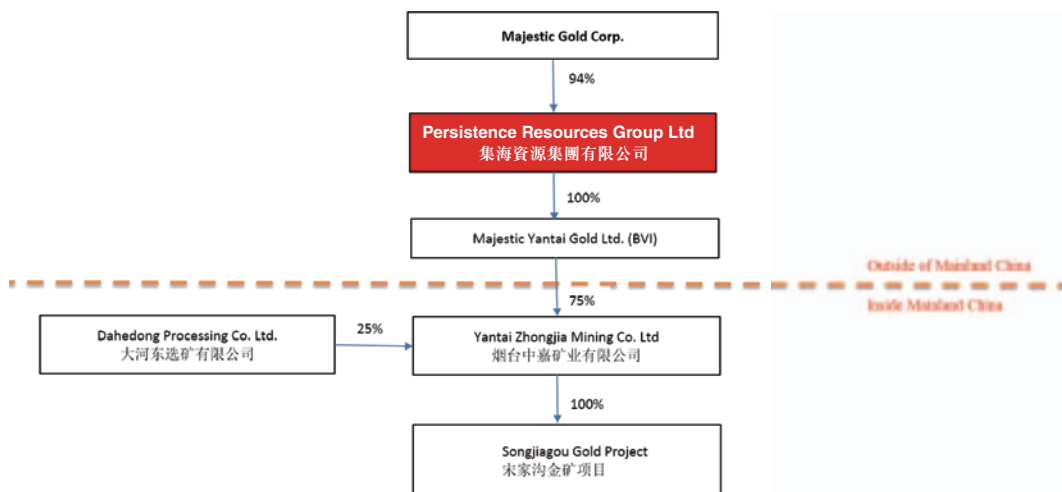 Majestic Gold Corp.
94%
Persistence Resources Group Ltd
集海資源集團有限公司
100%
Majestic Yantai Gold Ltd. (BVI)
Outside of Mainland China
75%
Inside Mainland China
Dahedong Processing Co. Ltd.
大河东选矿有限公司
25%
Yantai Zhongjia Mining Co. Ltd
烟台中嘉矿业有限公司
100%
Songjiagou Gold Project
宋家沟金矿项目